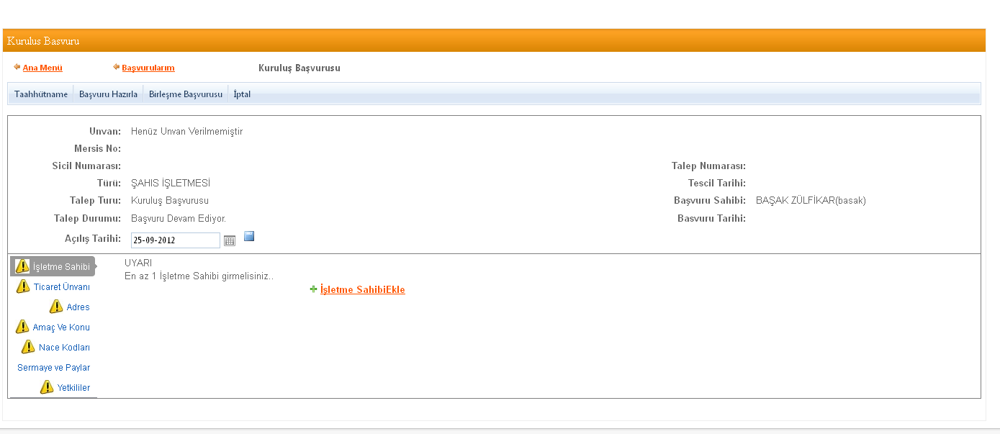 Kurulus Basvuru
Ana Menü Başvurularım Kuruluş Başvurusu
Taahhütname Başvuru Hazırla Birleşme Başvurusu İptal
Unvan: Henüz Unvan Verilmemiştir
Mersis No:
Sicil Numarası: Talep Numarası:
Türü: ŞAHIS İŞLETMESİ Tescil Tarihi:
Talep Turu: Kuruluş Başvurusu Başvuru Sahibi: BAŞAK ZÜLFİKAR(basak)
Talep Durumu: Başvuru Devam Ediyor. Basvuru Tarihi:
Açılış Tarihi: 25-09-2012
İşletme Sahibi UYARI
En az 1 İşletme Sahibi girmelisiniz..
Ticaret Ünvanı İşletme SahibiEkle
Adres
Amaç Ve Konu
Nace Kodları
Sermaye ve Paylar
Yetkililer